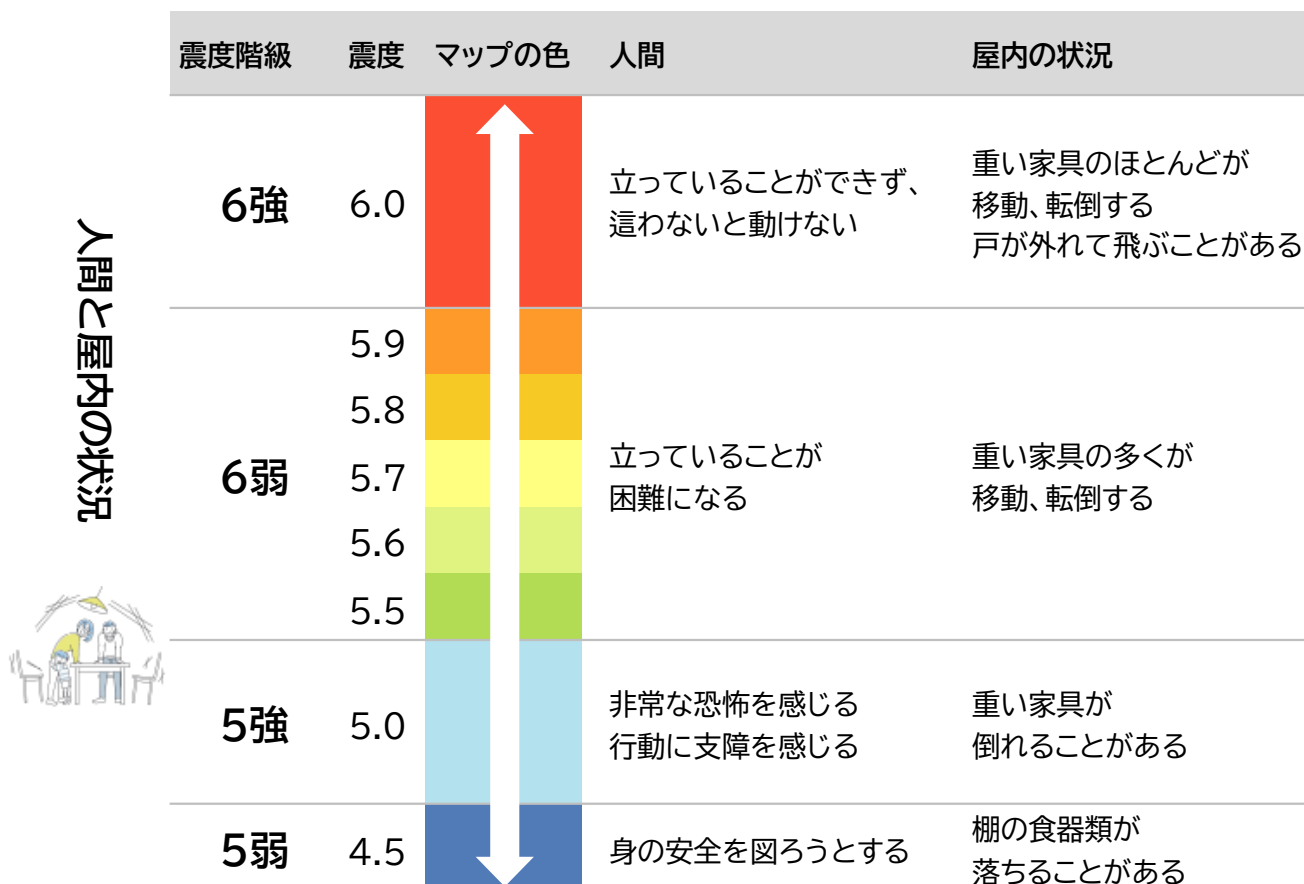 人間と屋内の状況
震度階級 震度 マップの色 人間 屋内の状況
6強 6.0
立っていることができず、
這わないと動けない
重い家具のほとんどが
移動、転倒する
戸が外れて飛ぶことがある
6弱
5.9
5.8
5.7
5.6
5.5
立っていることが
困難になる
重い家具の多くが
移動、転倒する
5強 5.0
非常な恐怖を感じる
行動に支障を感じる
重い家具が
倒れることがある
5弱 4.5
身の安全を図ろうとする
棚の食器類が
落ちることがある